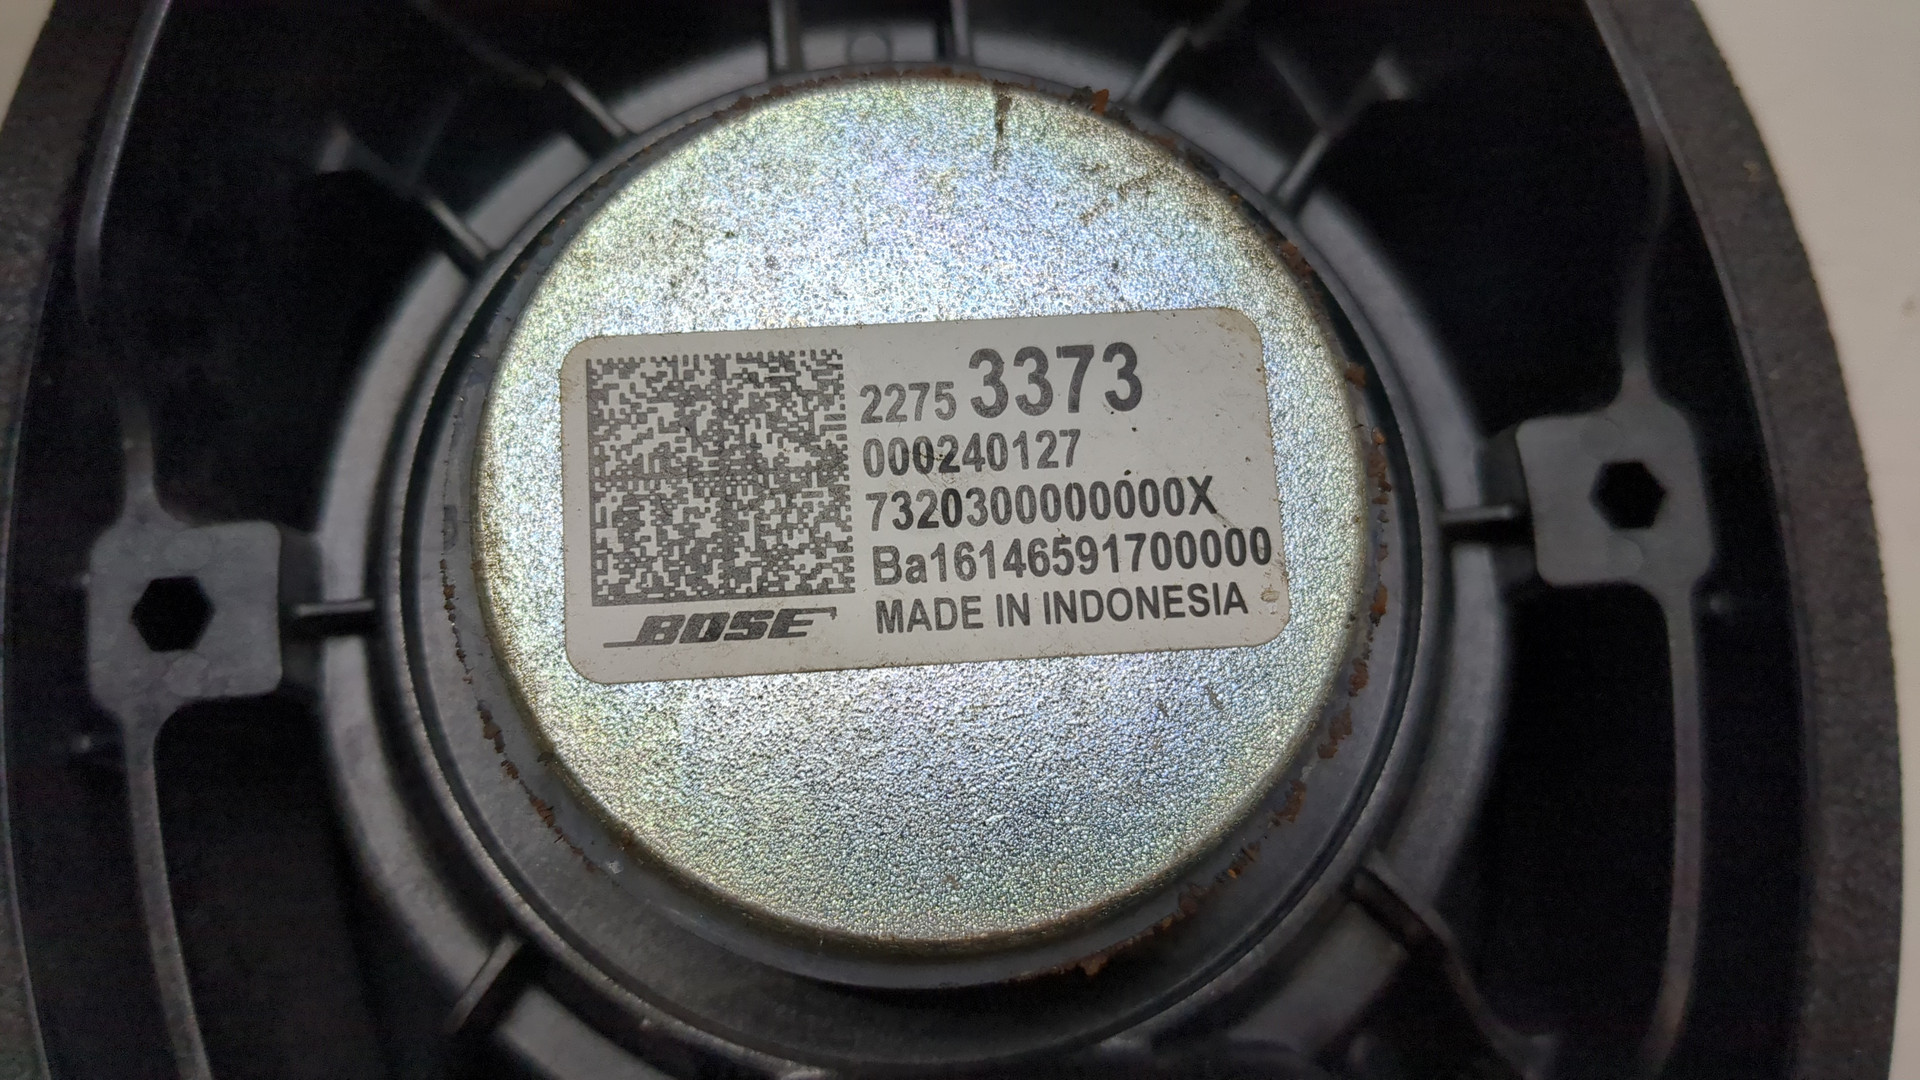 2275 3373
000240127
7320300000000X
Ba16146591700000
BOSE
MADE IN INDONESIA